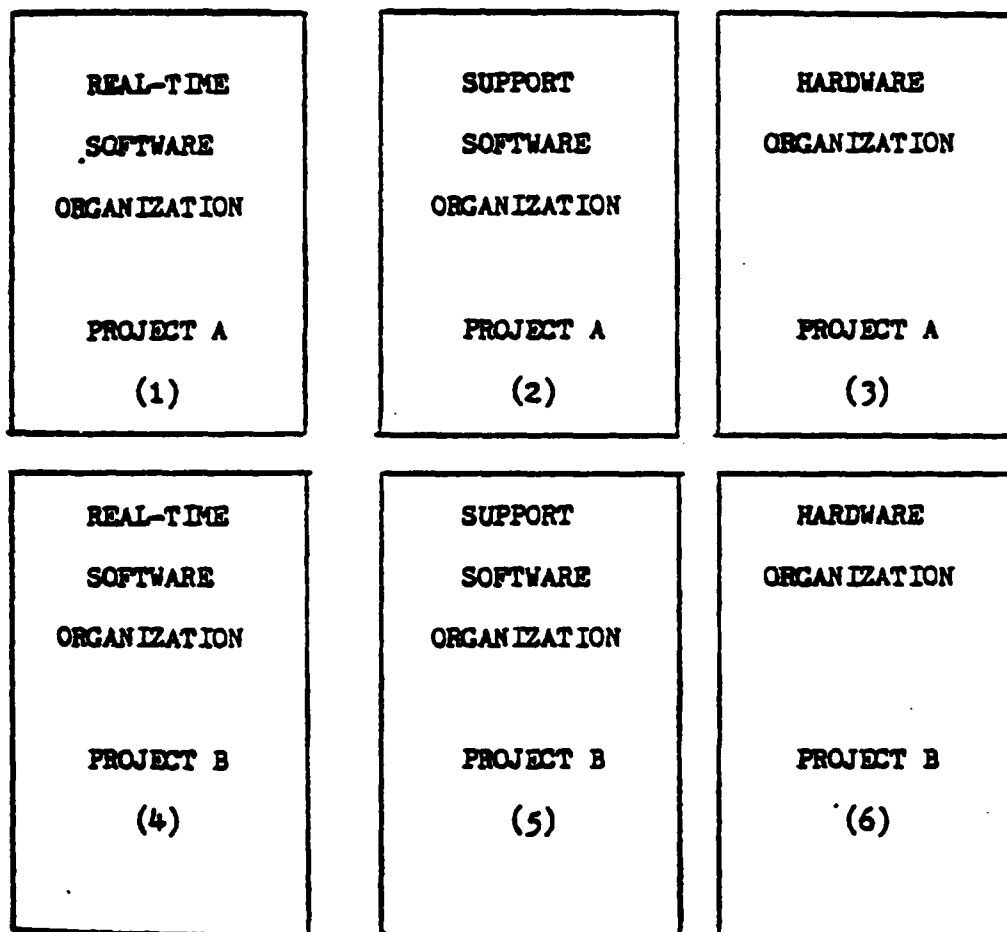 REAL-TIME
SOFTWARE
ORGANIZATION
PROJECT A
(1)
SUPPORT
SOFTWARE
ORGANIZATION
PROJECT A
(2)
HARDWARE
ORGANIZATION
PROJECT A
(3)
REAL-TIME
SOFTWARE
ORGANIZATION
PROJECT B
(4)
SUPPORT
SOFTWARE
ORGANIZATION
PROJECT B
(5)
HARDWARE
ORGANIZATION
PROJECT B
(6)